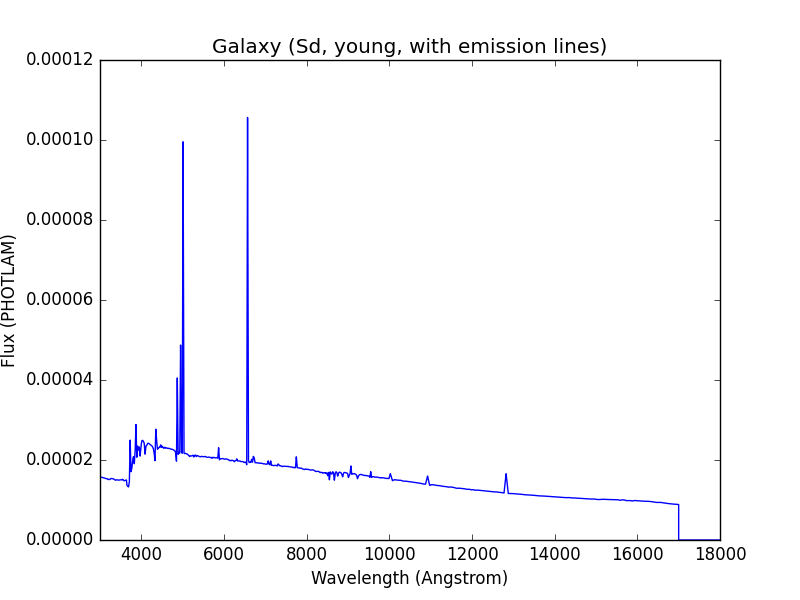 Galaxy (Sd, young, with emission lines)
0.00012
0.00010
0.00008
0.00006
0.00004
0.00002
0.00000
Flux (PHOTLAM)
4000 6000 8000 10000 12000 14000 16000 18000
Wavelength (Angstrom)